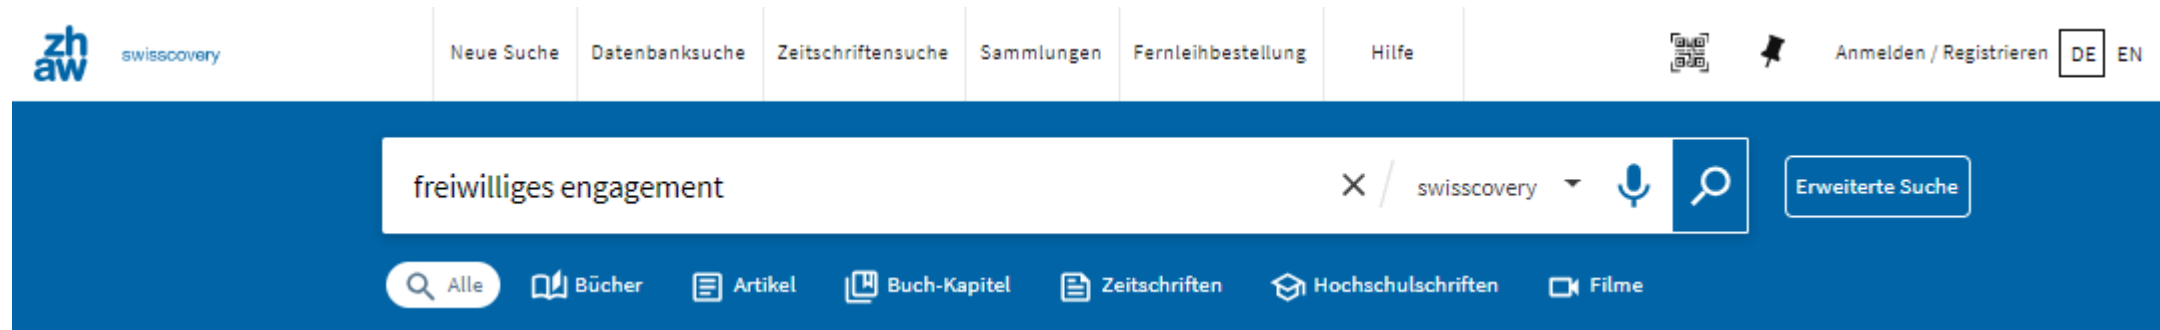 zh
aw
swisscovery
Neue Suche
Datenbanksuche
Zeitschriftensuche
Sammlungen
Fernleihbestellung
Hilfe
Anmelden / Registrieren
DE
EN
freiwilliges engagement
swisscovery
Erweiterte Suche
Alle
Bücher
Artikel
Buch-Kapitel
Zeitschriften
Hochschulschriften
Filme